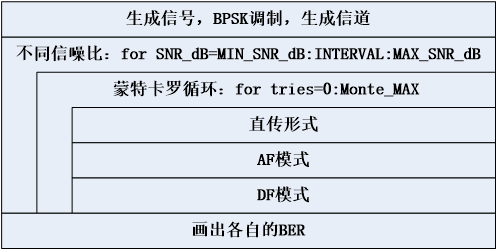 生成信号，BPSK调制，生成信道
不同信噪比：for SNR_dB=MIN_SNR_dB:INTERVAL:MAX_SNR_dB
蒙特卡罗循环：for tries=0:Monte_MAX
直传形式
AF模式
DF模式
画出各自的BER